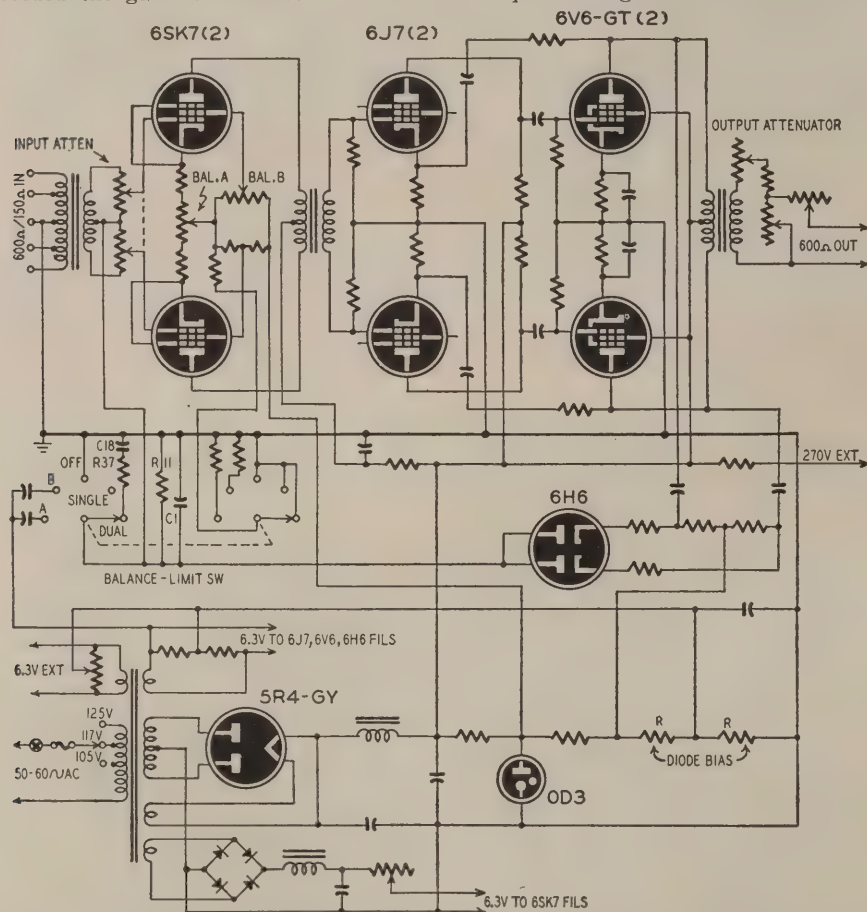 6SK7(2)
6J7(2)
6V6-GT(2)
INPUT ATTEN
BAL.A
BAL.B
OUTPUT ATTENUATOR
600Ω/150Ω IN
600Ω OUT
C18
OFF
R37
R11
B
SINGLE
A
DUAL
C1
BALANCE-LIMIT SW
270V EXT
6H6
6.3V TO 6J7, 6V6, 6H6 FILS
6.3V EXT
5R4-GY
125V
117V
105V
50-60~AC
R
R
DIODE BIAS
OD3
6.3V TO 6SK7 FILS